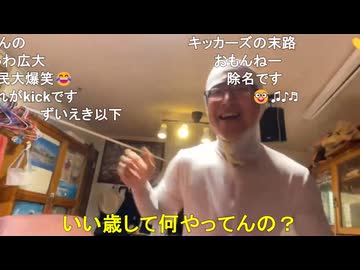 んの
キッカーズの末路
わ広大
おもんねー
民大爆笑😂
除名です
れがkickです
🤡♫♪♬
ずいえき以下
いい歳して何やってんの？